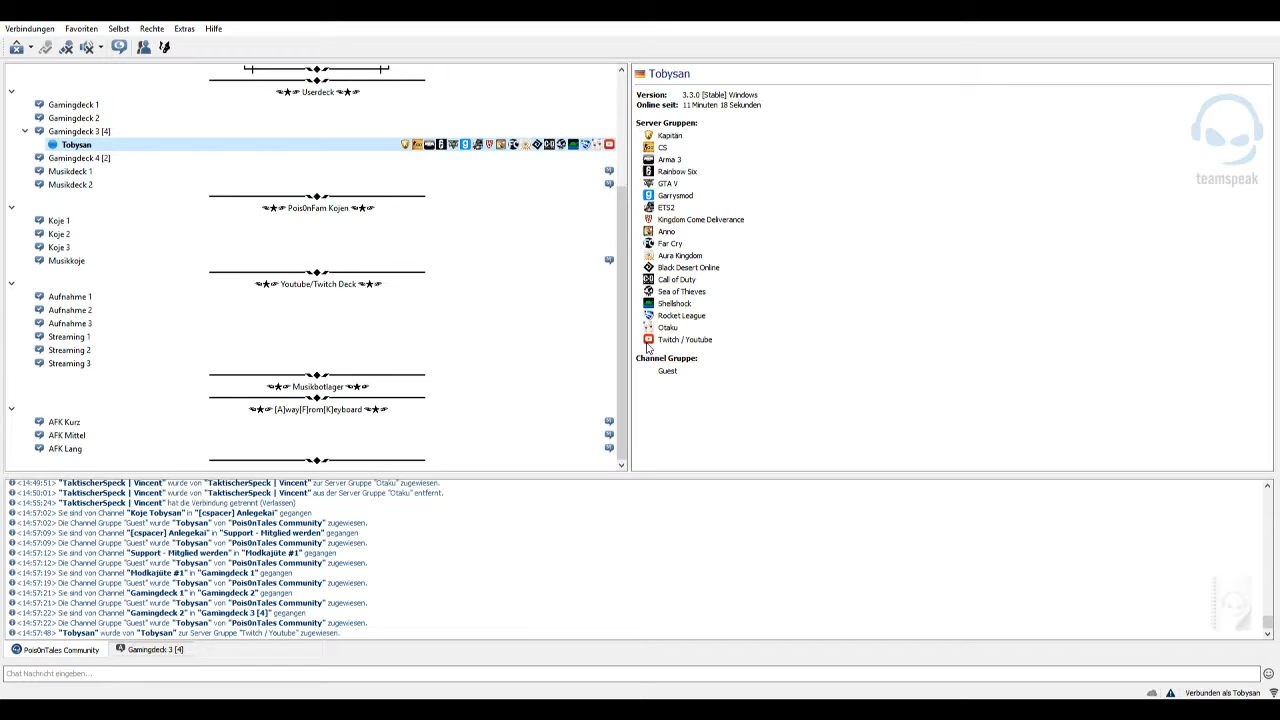 Verbindungen Favoriten Selbst Rechte Extras Hilfe
Userdeck
Gamingdeck 1
Gamingdeck 2
Gamingdeck 3 [4]
Tobysan
Gamingdeck 4 [2]
Musikdeck 1
Musikdeck 2
Pois0nFam Kojen
Koje 1
Koje 2
Koje 3
Musikkoje
Youtube/Twitch Deck
Aufnahme 1
Aufnahme 2
Aufnahme 3
Streaming 1
Streaming 2
Streaming 3
Musikbotlager
[A]way[F]rom[K]eyboard
AFK Kurz
AFK Mittel
AFK Lang
Tobysan
Version: 3.3.0 [Stable] Windows
Online seit: 11 Minuten 18 Sekunden
Server Gruppen:
Kapitän
CS
Arma 3
Rainbow Six
GTA V
Garrysmod
ETS2
Kingdom Come Deliverance
Anno
Far Cry
Aura Kingdom
Black Desert Online
Call of Duty
Sea of Thieves
Shellshock
Rocket League
Otaku
Twitch / Youtube
Channel Gruppe:
Guest
teamspeak
<14:49:51> "TaktischerSpeck | Vincent" wurde von "TaktischerSpeck | Vincent" zur Server Gruppe "Otaku" zugewiesen.
<14:50:01> "TaktischerSpeck | Vincent" wurde von "TaktischerSpeck | Vincent" aus der Server Gruppe "Otaku" entfernt.
<14:55:24> "TaktischerSpeck | Vincent" hat die Verbindung getrennt (Verlassen)
<14:57:02> Sie sind von Channel "Koje Tobysan" in "[cspacer] Anlegekai" gegangen
<14:57:02> Die Channel Gruppe "Guest" wurde "Tobysan" von "Pois0nTales Community" zugewiesen.
<14:57:09> Sie sind von Channel "[cspacer] Anlegekai" in "Support - Mitglied werden" gegangen
<14:57:09> Die Channel Gruppe "Guest" wurde "Tobysan" von "Pois0nTales Community" zugewiesen.
<14:57:12> Sie sind von Channel "Support - Mitglied werden" in "Modkajüte #1" gegangen
<14:57:12> Die Channel Gruppe "Guest" wurde "Tobysan" von "Pois0nTales Community" zugewiesen.
<14:57:19> Sie sind von Channel "Modkajüte #1" in "Gamingdeck 1" gegangen
<14:57:19> Die Channel Gruppe "Guest" wurde "Tobysan" von "Pois0nTales Community" zugewiesen.
<14:57:21> Sie sind von Channel "Gamingdeck 1" in "Gamingdeck 2" gegangen
<14:57:21> Die Channel Gruppe "Guest" wurde "Tobysan" von "Pois0nTales Community" zugewiesen.
<14:57:22> Sie sind von Channel "Gamingdeck 2" in "Gamingdeck 3 [4]" gegangen
<14:57:22> Die Channel Gruppe "Guest" wurde "Tobysan" von "Pois0nTales Community" zugewiesen.
<14:57:48> "Tobysan" wurde von "Tobysan" zur Server Gruppe "Twitch / Youtube" zugewiesen.
Pois0nTales Community Gamingdeck 3 [4]
Chat Nachricht eingeben...
Verbunden als Tobysan